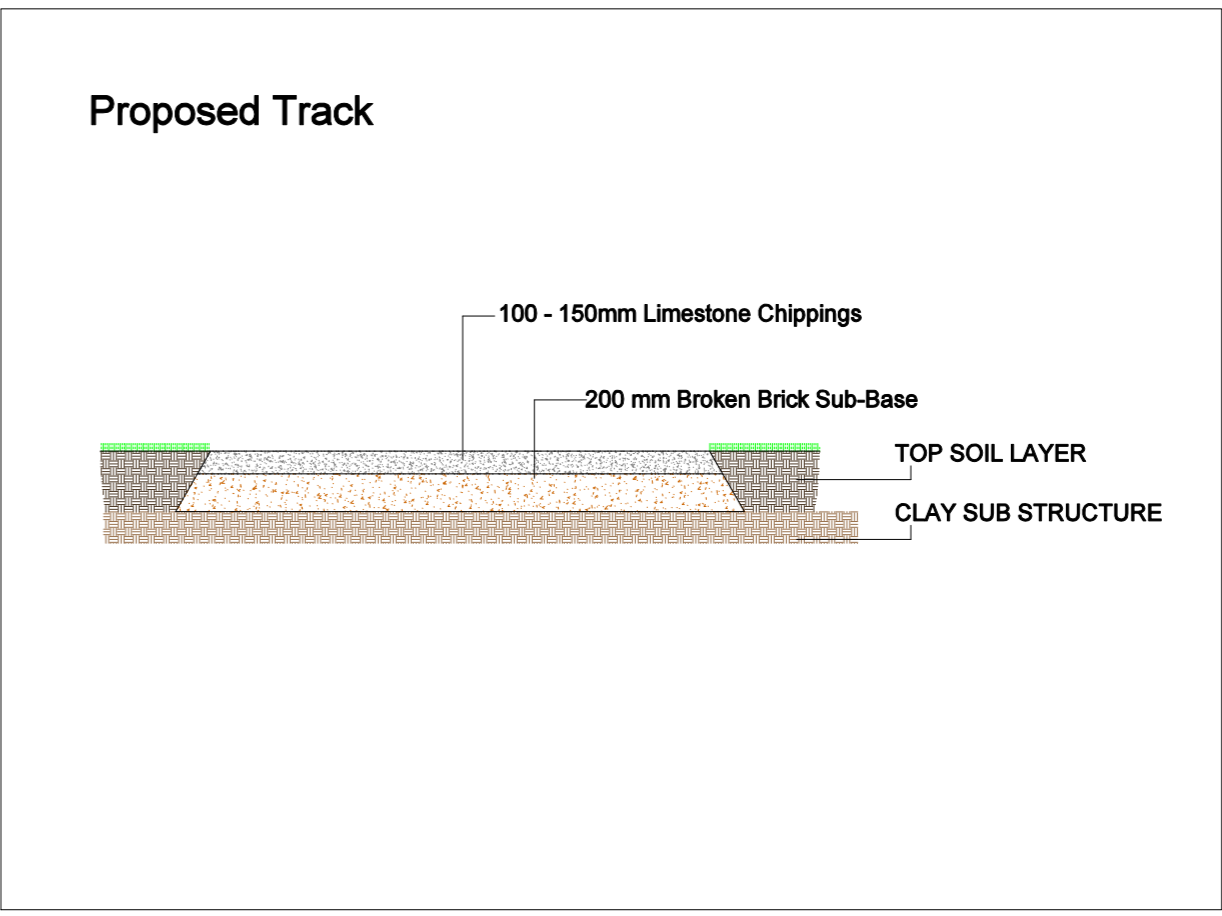 Proposed Track
100 - 150mm Limestone Chippings
200 mm Broken Brick Sub-Base
TOP SOIL LAYER
CLAY SUB STRUCTURE